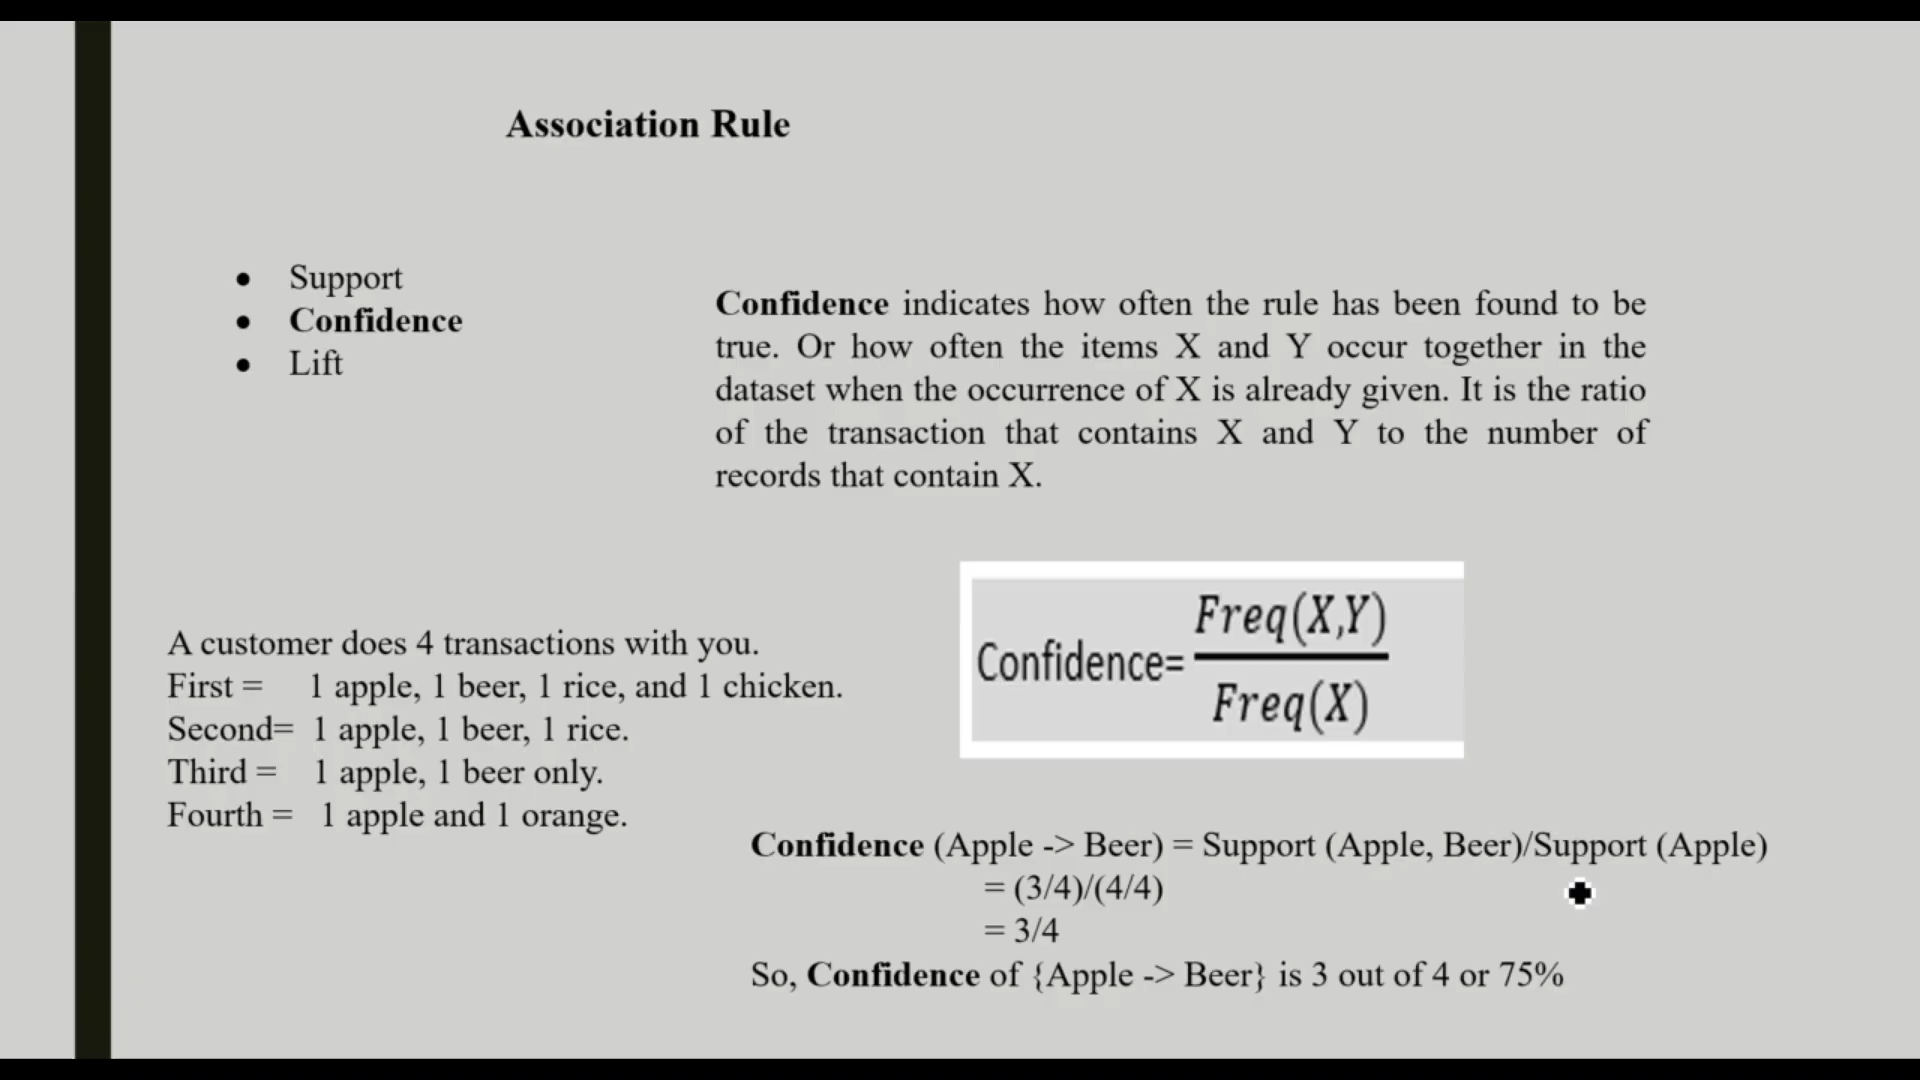 Association Rule
• Support
• Confidence
• Lift
Confidence indicates how often the rule has been found to be
true. Or how often the items X and Y occur together in the
dataset when the occurrence of X is already given. It is the ratio
of the transaction that contains X and Y to the number of
records that contain X.
A customer does 4 transactions with you.
First = 1 apple, 1 beer, 1 rice, and 1 chicken.
Second= 1 apple, 1 beer, 1 rice.
Third = 1 apple, 1 beer only.
Fourth = 1 apple and 1 orange.
Freq(X,Y)
Confidence=
Freq(X)
Confidence (Apple -> Beer) = Support (Apple, Beer)/Support (Apple)
= (3/4)/(4/4)
= 3/4
So, Confidence of {Apple -> Beer} is 3 out of 4 or 75%